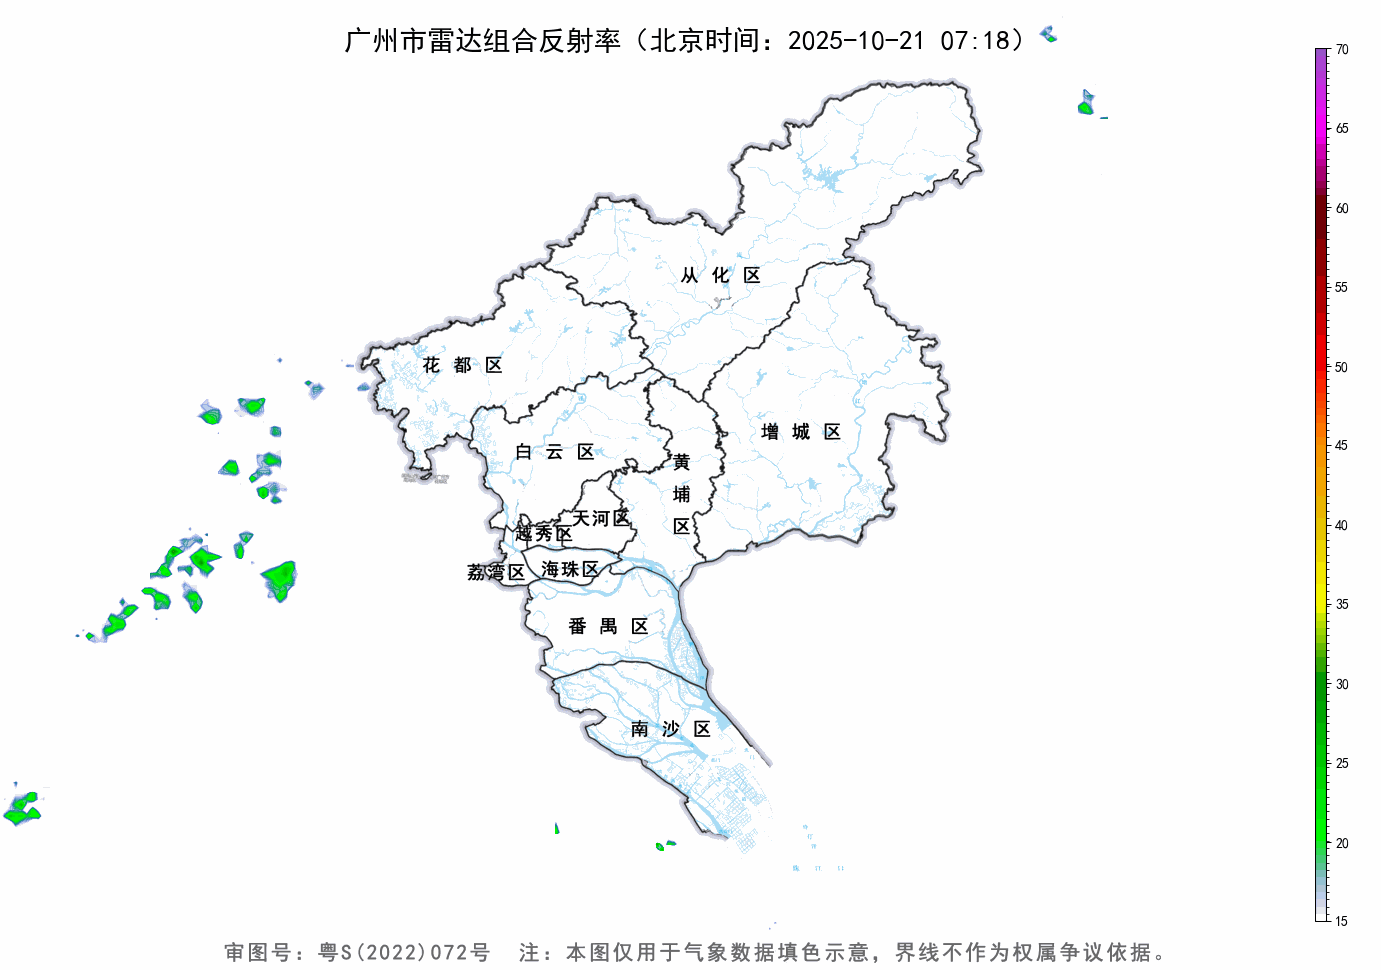 广州市雷达组合反射率（北京时间：2025-10-21 07:18）
70
65
60
55
50
45
40
35
30
25
20
15
从化区
花都区
增城区
白云区
黄埔区
天河区
越秀区
荔湾区
海珠区
番禺区
南沙区
审图号：粤S(2022)072号 注：本图仅用于气象数据填色示意，界线不作为权属争议依据。